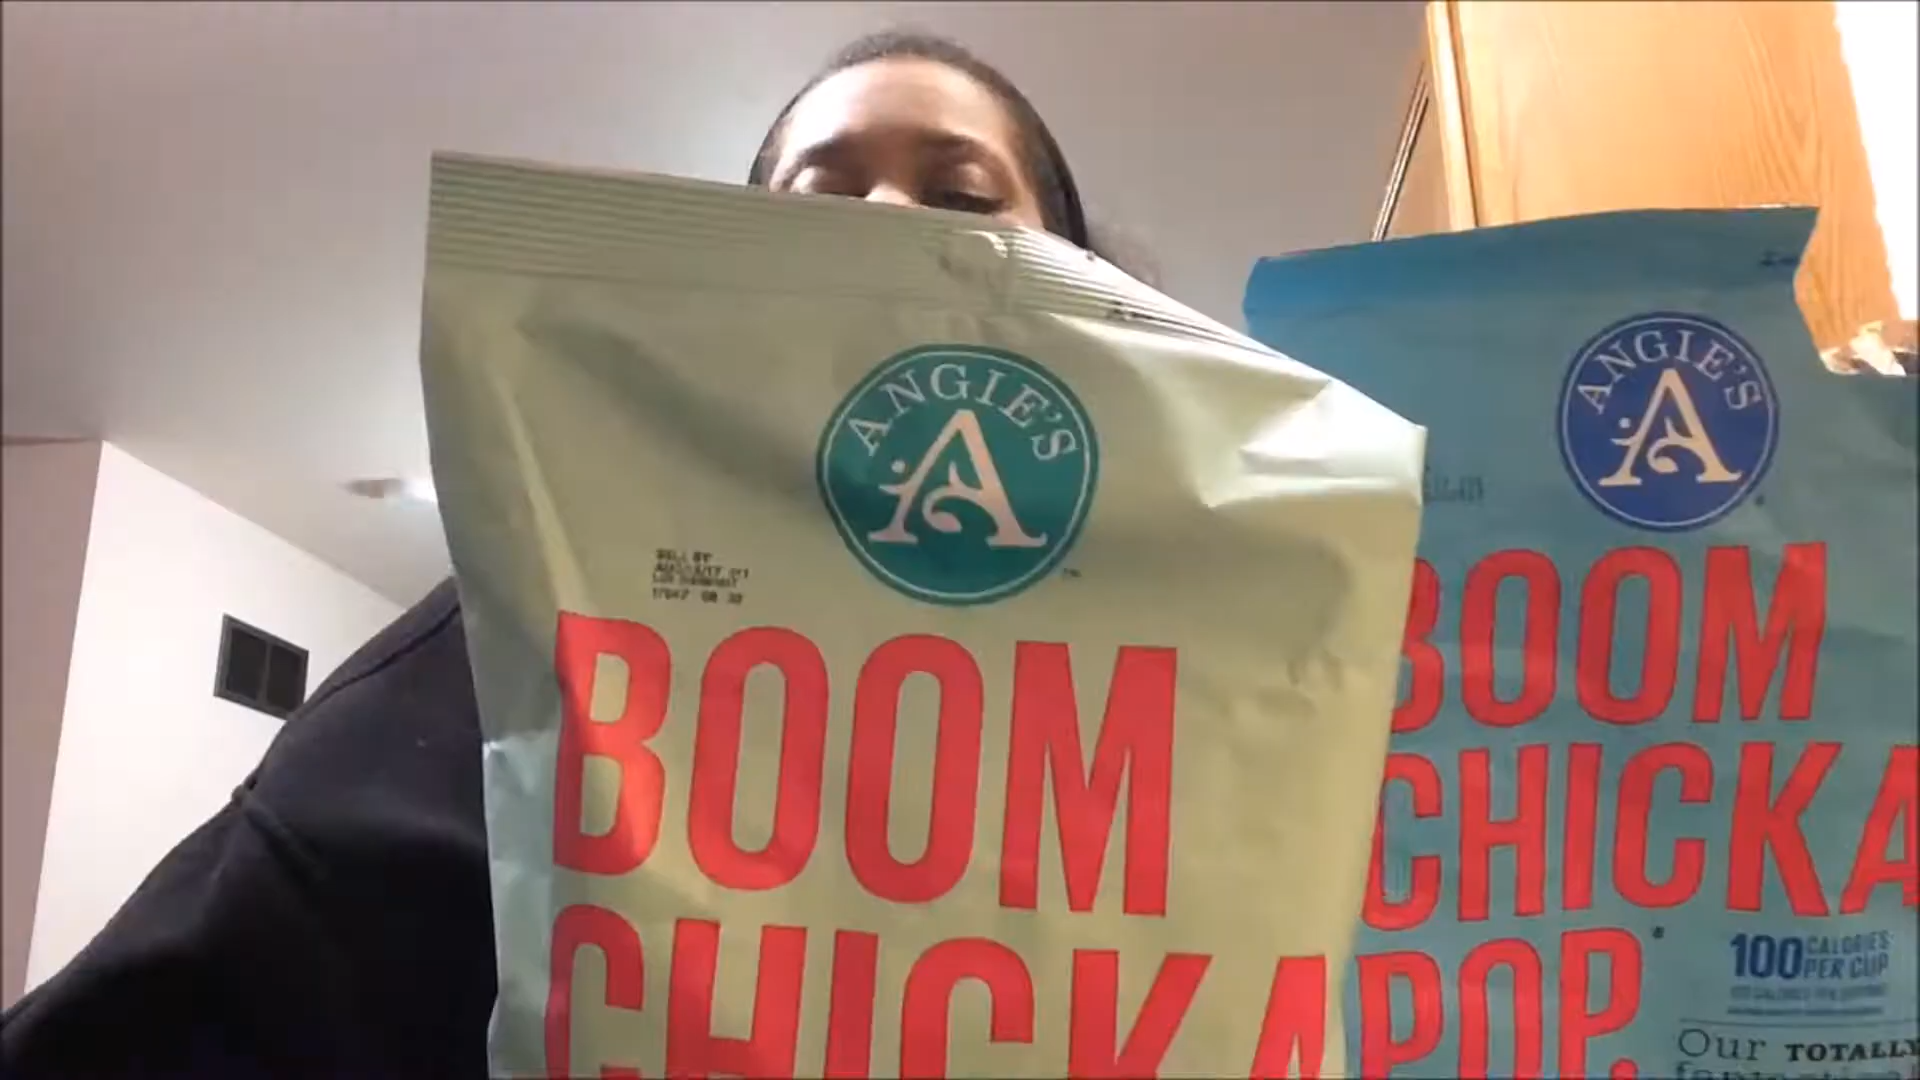 ANGIE'S
A
SELL BY
BOOM
CHICKA
ANGIE'S
A
BOOM
CHICKA
POP.
100 CALORIES
PER CUP
Our TOTALLY